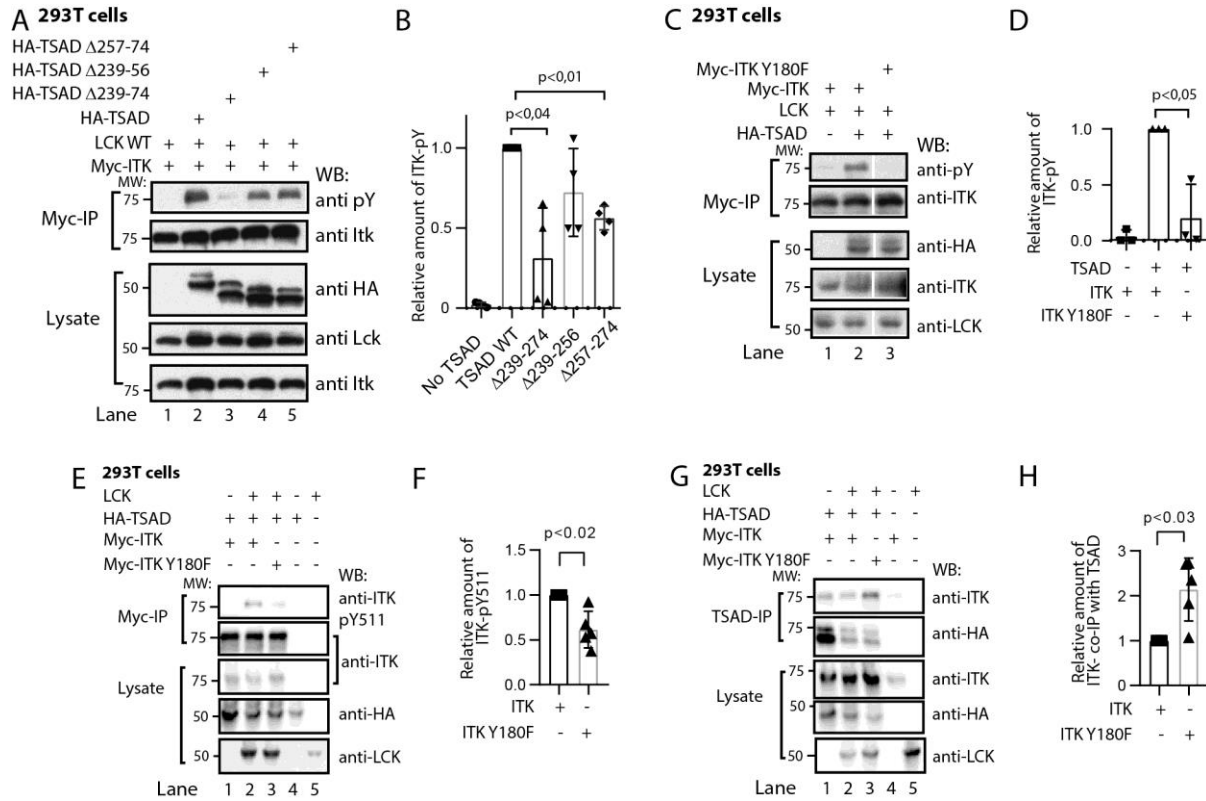 A 293T cells
HA-TSAD Δ257-74 +
HA-TSAD Δ239-56 +
HA-TSAD Δ239-74 +
HA-TSAD +
LCK WT + + + + +
Myc-ITK + + + + +
MW: WB:
Myc-IP 75 anti pY
75 anti Itk
Lysate 50 anti HA
50 anti Lck
75 anti Itk
Lane 1 2 3 4 5
B
p<0,01
p<0,04
Relative amount of ITK-pY
1.0
0.5
0
No TSAD TSAD WT Δ239-274 Δ239-256 Δ257-274
C 293T cells
Myc-ITK Y180F +
Myc-ITK + +
LCK + + +
HA-TSAD - + +
MW: WB:
Myc-IP 75 anti-pY
75 anti-ITK
Lysate 50 anti-HA
75 anti-ITK
50 anti-LCK
Lane 1 2 3
D
p<0,05
Relative amount of
ITK-pY
1.0
0.5
0.0
TSAD - + +
ITK + + -
ITK Y180F - - +
E 293T cells
LCK - + + - +
HA-TSAD + + + + -
Myc-ITK + + - - -
Myc-ITK Y180F - - + - -
MW: WB:
Myc-IP 75 anti-ITK
pY511
75 anti-ITK
Lysate 75
50 anti-HA
50 anti-LCK
Lane 1 2 3 4 5
F
p<0.02
Relative amount of
ITK-pY511
1.5
1.0
0.5
0.0
ITK + -
ITK Y180F - +
G 293T cells
LCK - + + - +
HA-TSAD + + + - -
Myc-ITK + + - + -
Myc-ITK Y180F - - + - -
MW: WB:
TSAD-IP 75 anti-ITK
anti-HA
Lysate 75 anti-ITK
50 anti-HA
50 anti-LCK
Lane 1 2 3 4 5
H
p<0.03
Relative amount of
ITK- co-IP with TSAD
3
2
1
0
ITK + -
ITK Y180F - +